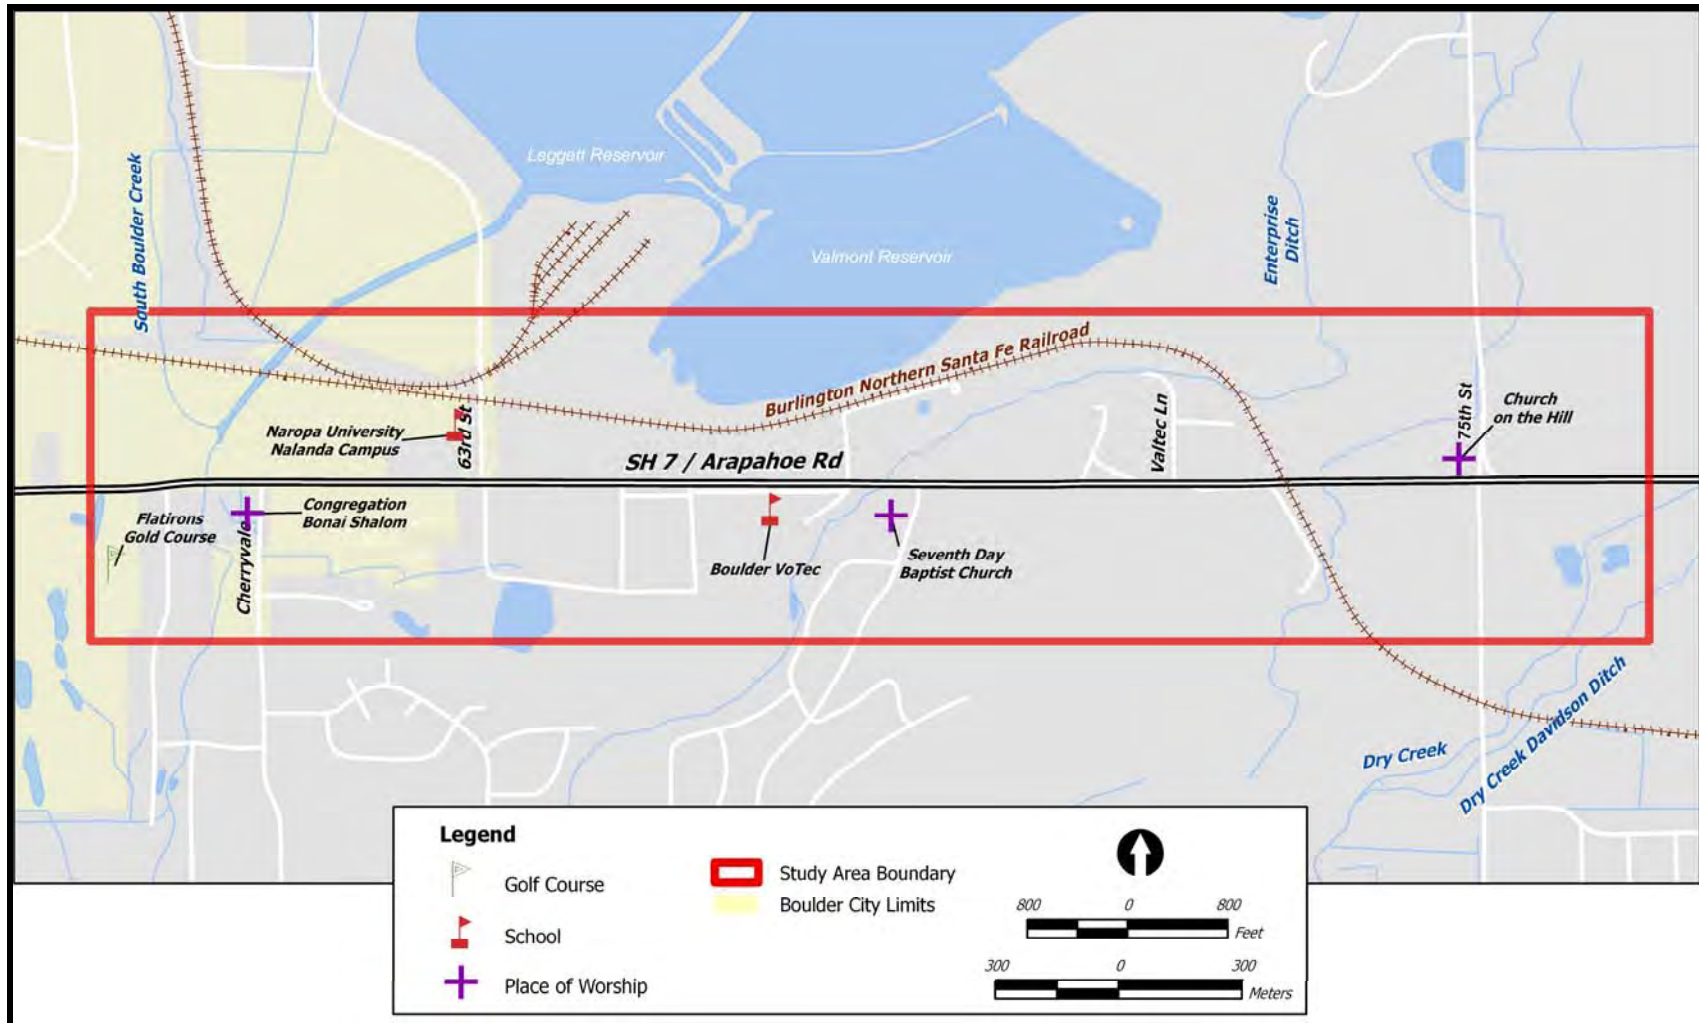 Leggett Reservoir
South Boulder Creek
Enterprise
Ditch
Valmont Reservoir
Burlington Northern Santa Fe Railroad
Naropa University
Nalanda Campus
63rd St
SH 7 / Arapahoe Rd
Valtec Ln
75th St
Church
on the Hill
Flatirons
Gold Course
Cherryvale
Congregation
Bonai Shalom
Boulder VoTec
Seventh Day
Baptist Church
Dry Creek
Dry Creek Davidson Ditch
Legend
Golf Course
School
Place of Worship
Study Area Boundary
Boulder City Limits
800 0 800
Feet
300 0 300
Meters